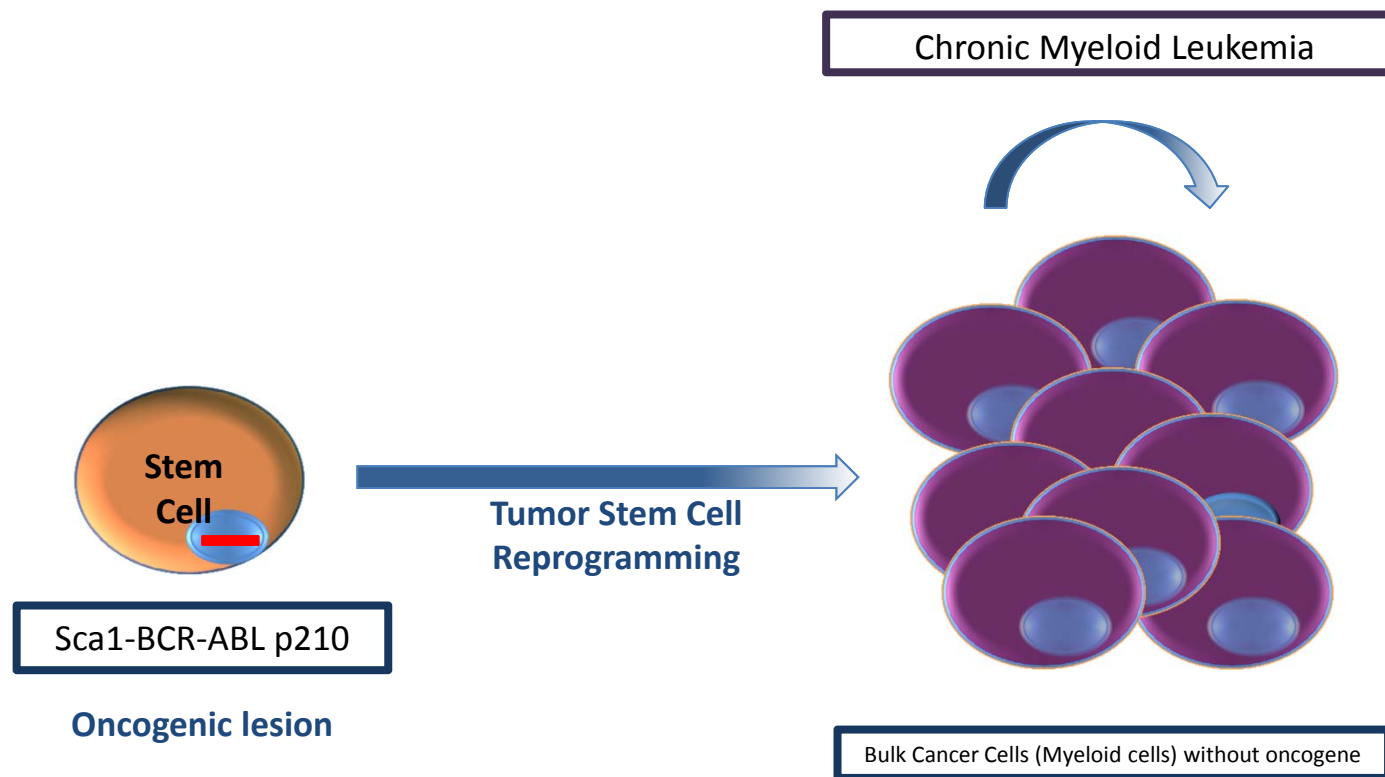 Chronic Myeloid Leukemia
Stem
Cell
Tumor Stem Cell
Reprogramming
Sca1-BCR-ABL p210
Oncogenic lesion
Bulk Cancer Cells (Myeloid cells) without oncogene